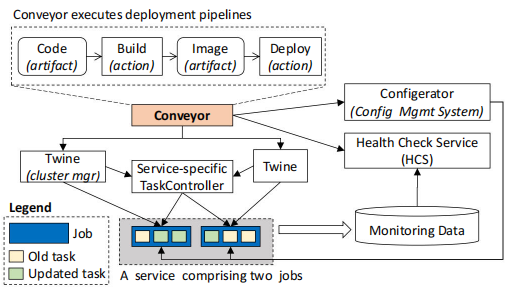 Conveyor executes deployment pipelines
Code
(artifact)
Build
(action)
Image
(artifact)
Deploy
(action)
Conveyor
Configerator
(Config Mgmt System)
Health Check Service
(HCS)
Twine
(cluster mgr)
Service-specific
TaskController
Twine
Monitoring Data
Legend
Job
Old task
Updated task
A service comprising two jobs